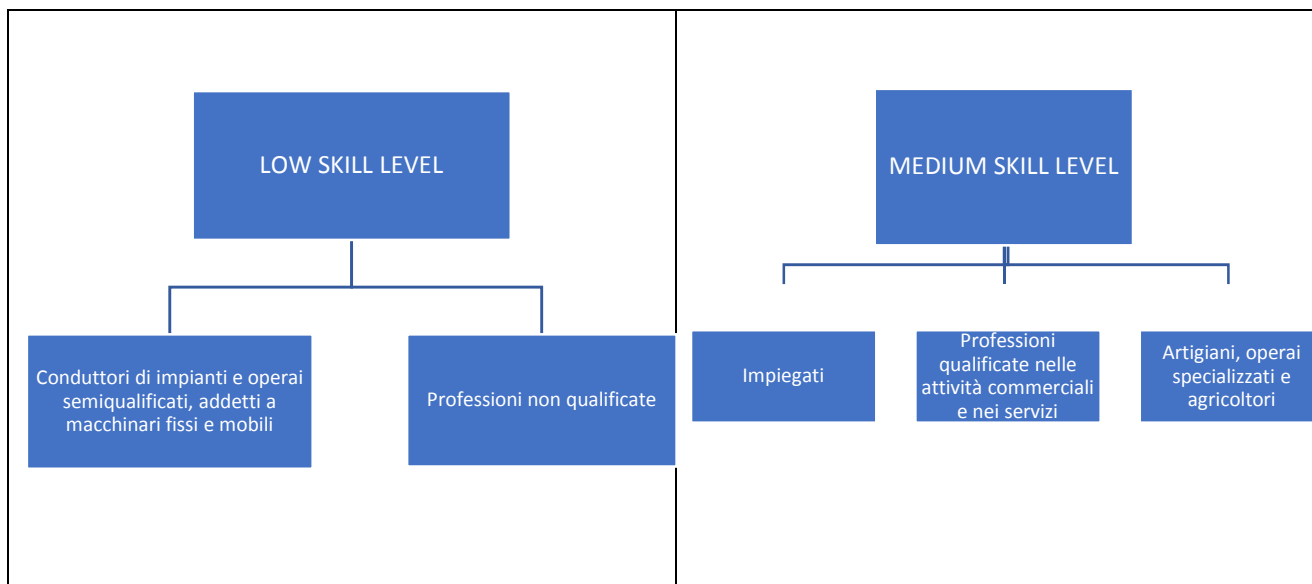 LOW SKILL LEVEL
Conduttori di impianti e operai
semiqualificati, addetti a
macchinari fissi e mobili
Professioni non qualificate
MEDIUM SKILL LEVEL
Impiegati
Professioni
qualificate nelle
attività commerciali
e nei servizi
Artigiani, operai
specializzati e
agricoltori